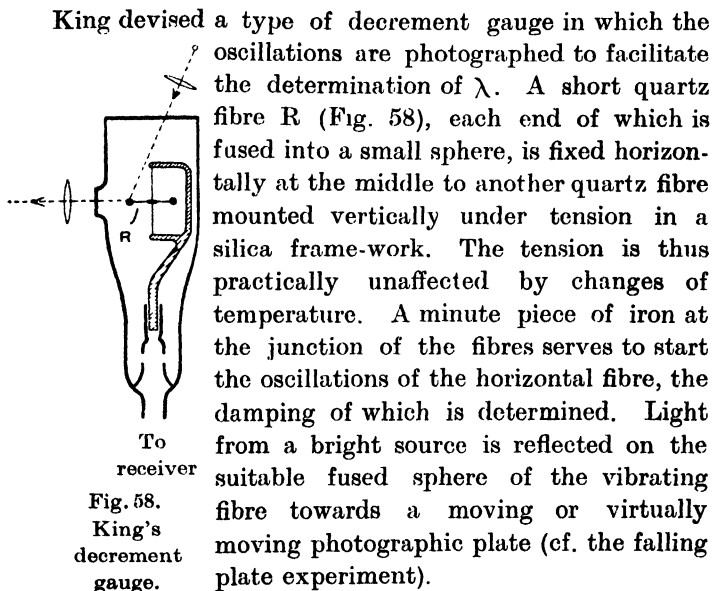 King devised a type of decrement gauge in which the
oscillations are photographed to facilitate
the determination of λ. A short quartz
fibre R (Fig. 58), each end of which is
fused into a small sphere, is fixed horizon-
tally at the middle to another quartz fibre
mounted vertically under tension in a
silica frame-work. The tension is thus
practically unaffected by changes of
temperature. A minute piece of iron at
the junction of the fibres serves to start
the oscillations of the horizontal fibre, the
damping of which is determined. Light
from a bright source is reflected on the
suitable fused sphere of the vibrating
fibre towards a moving or virtually
moving photographic plate (cf. the falling
plate experiment).
R
To
receiver
Fig. 58.
King's
decrement
gauge.